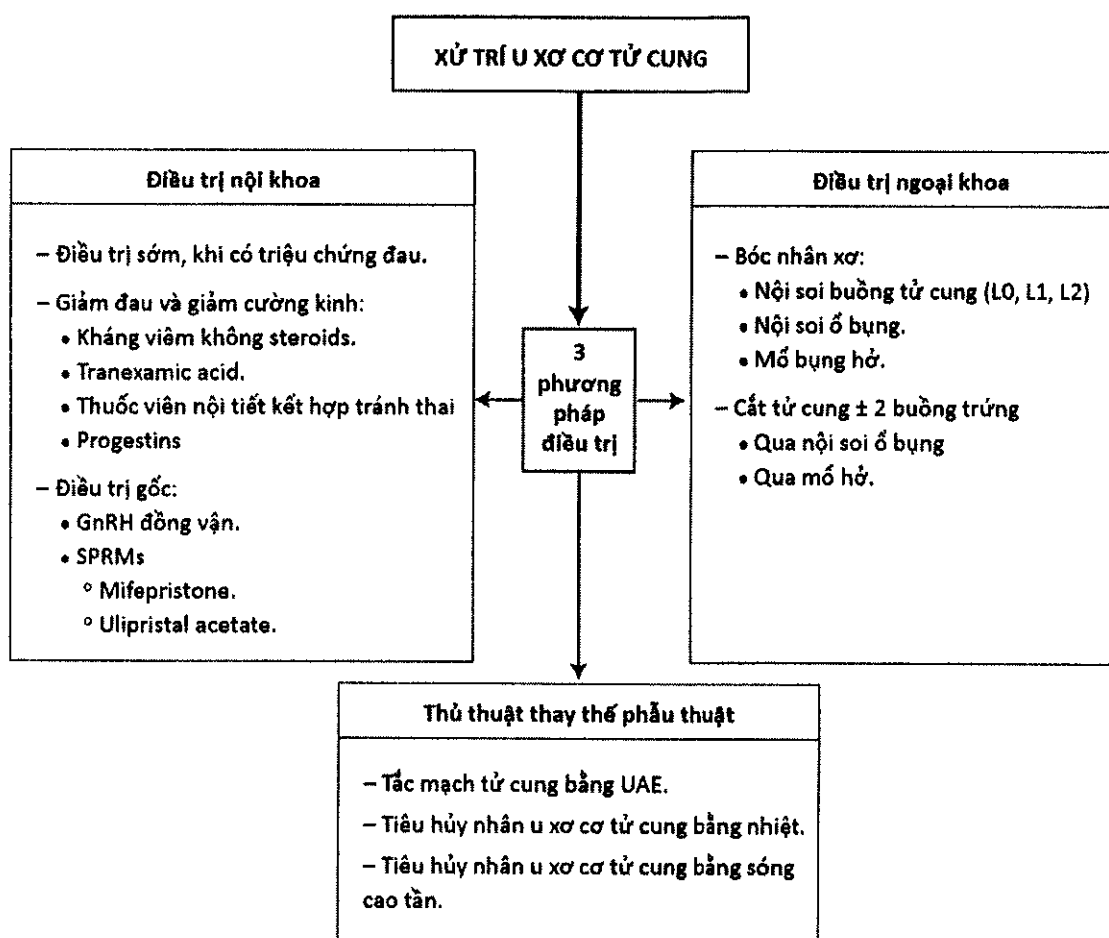 XỬ TRÍ U XƠ CƠ TỬ CUNG
Điều trị nội khoa
– Điều trị sớm, khi có triệu chứng đau.
– Giảm đau và giảm cường kinh:
• Kháng viêm không steroids.
• Tranexamic acid.
• Thuốc viên nội tiết kết hợp tránh thai
• Progestins
– Điều trị gốc:
• GnRH đồng vận.
• SPRMs
° Mifepristone.
° Ulipristal acetate.
3
phương
pháp
điều trị
Điều trị ngoại khoa
– Bóc nhân xơ:
• Nội soi buồng tử cung (L0, L1, L2)
• Nội soi ổ bụng.
• Mổ bụng hở.
– Cắt tử cung ± 2 buồng trứng
• Qua nội soi ổ bụng
• Qua mổ hở.
Thủ thuật thay thế phẫu thuật
– Tắc mạch tử cung bằng UAE.
– Tiêu hủy nhân u xơ cơ tử cung bằng nhiệt.
– Tiêu hủy nhân u xơ cơ tử cung bằng sóng
cao tần.